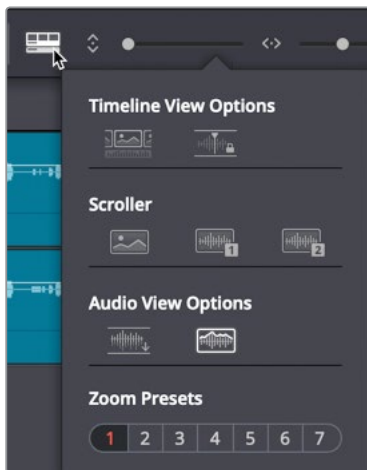 Timeline View Options
Scroller
1 2
Audio View Options
Zoom Presets
1 2 3 4 5 6 7